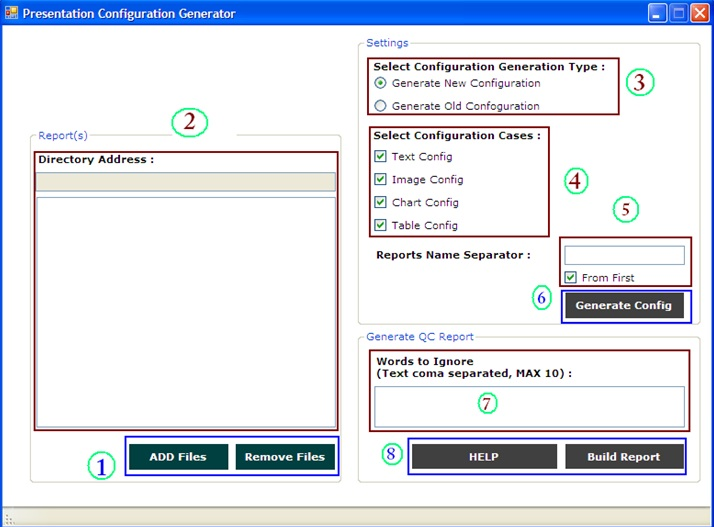 Presentation Configuration Generator
Settings
Select Configuration Generation Type :
Generate New Configuration
3
Generate Old Confoguration
2
Report(s)
Directory Address :
Select Configuration Cases :
Text Config
Image Config
4
Chart Config
Table Config
5
Reports Name Separator :
From First
6
Generate Config
Generate QC Report
Words to Ignore
(Text coma separated, MAX 10) :
7
1
ADD Files
Remove Files
8
HELP
Build Report